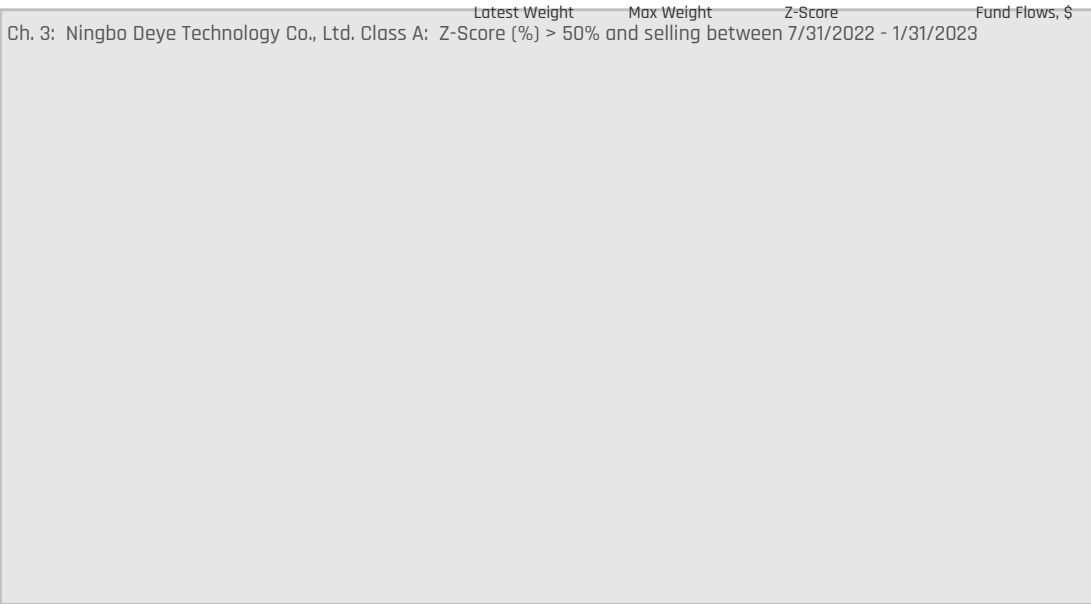 Latest Weight Max Weight Z-Score Fund Flows, $
Ch. 3: Ningbo Deye Technology Co., Ltd. Class A: Z-Score (%) > 50% and selling between 7/31/2022 - 1/31/2023